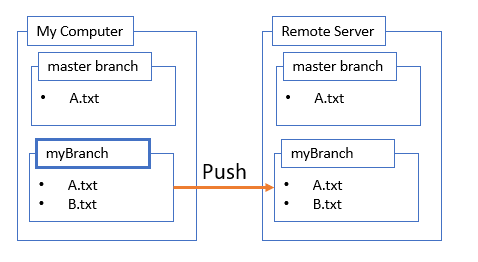 My Computer
master branch
• A.txt
myBranch
• A.txt
• B.txt
Push
Remote Server
master branch
• A.txt
myBranch
• A.txt
• B.txt